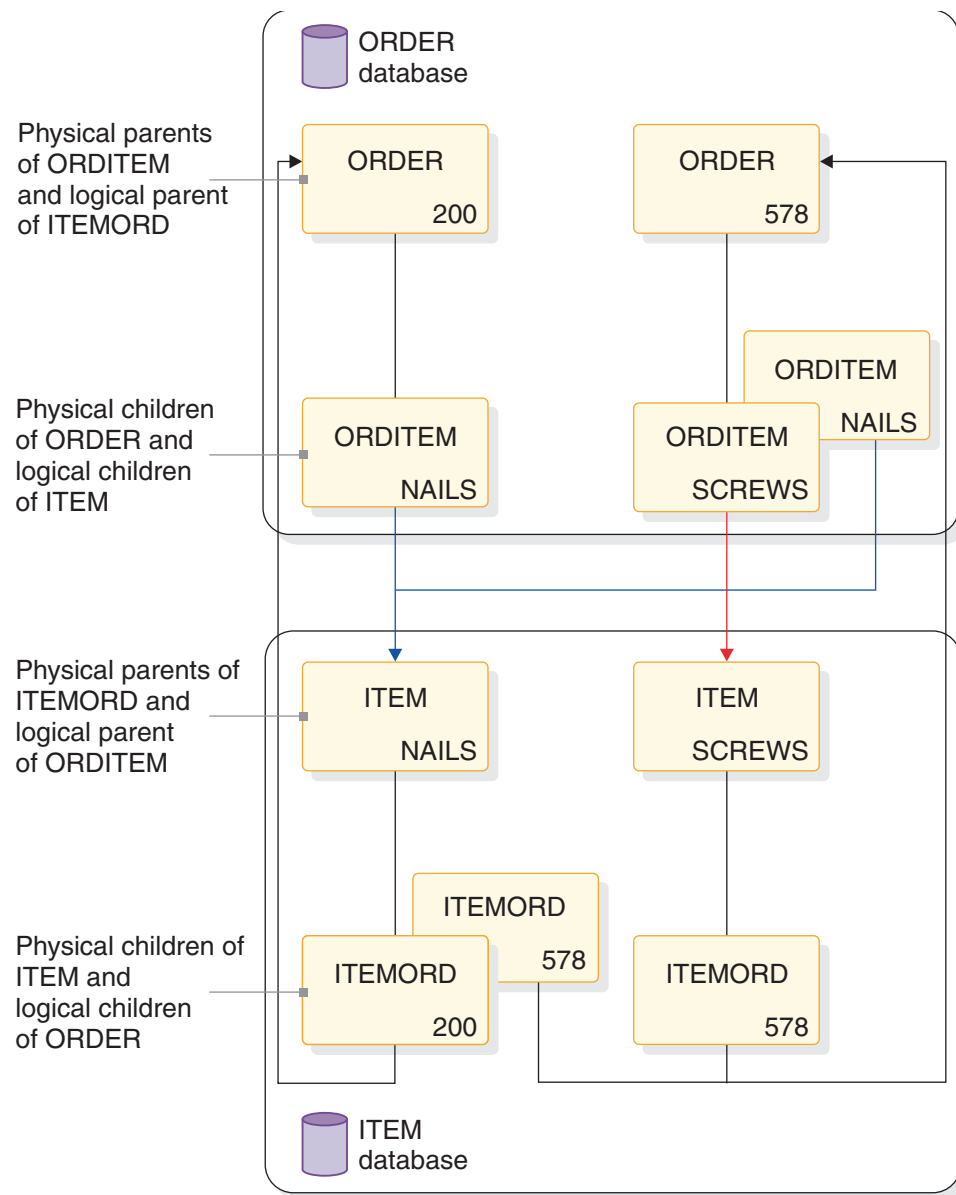 ORDER
database
Physical parents
of ORDITEM
and logical parent
of ITEMORD
ORDER
200
ORDER
578
Physical children
of ORDER and
logical children
of ITEM
ORDITEM
NAILS
ORDITEM
SCREWS
ORDITEM
NAILS
Physical parents of
ITEMORD and
logical parent
of ORDITEM
ITEM
NAILS
ITEM
SCREWS
Physical children of
ITEM and
logical children
of ORDER
ITEMORD
200
ITEMORD
578
ITEMORD
578
ITEM
database